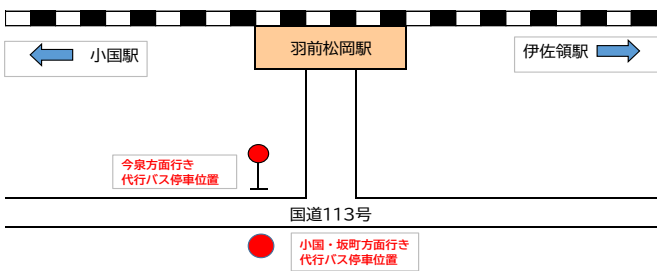 羽前松岡駅
小国駅
伊佐領駅
今泉方面行き
代行バス停車位置
国道113号
小国・坂町方面行き
代行バス停車位置